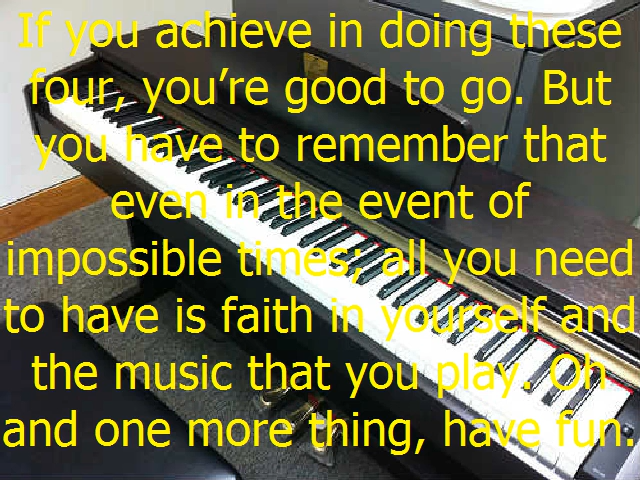 If you achieve in doing these
four, you’re good to go. But
you have to remember that
even in the event of
impossible times; all you need
to have is faith in yourself and
the music that you play. Oh
and one more thing, have fun.